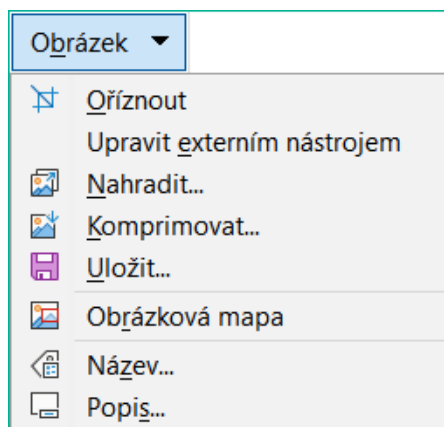 Obrázek
Oříznout
Upravit externím nástrojem
Nahradit...
Komprimovat...
Uložit...
Obrázková mapa
Název...
Popis...